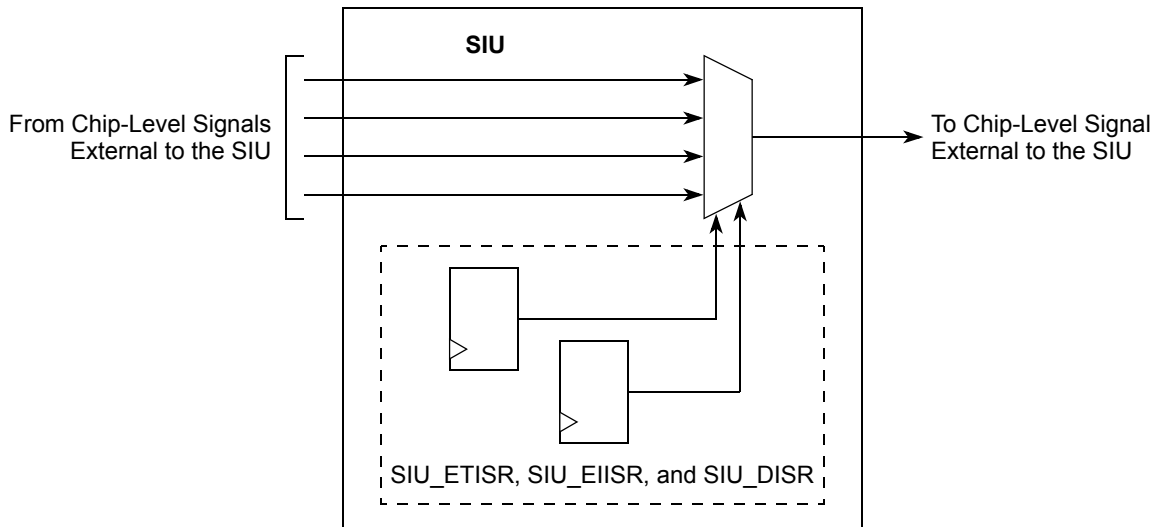 SIU
From Chip-Level Signals
External to the SIU
To Chip-Level Signal
External to the SIU
SIU_ETISR, SIU_EIISR, and SIU_DISR